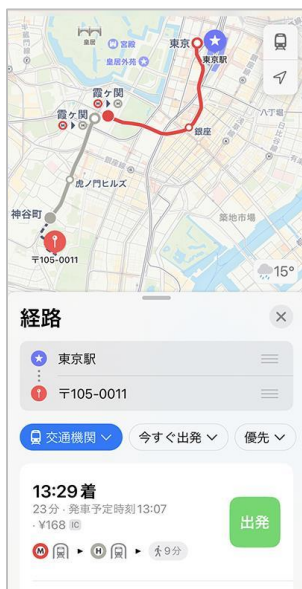 皇居
宮殿
皇居外苑
東京
東京駅
霞ケ関
M H
霞ケ関
M H
銀座
八丁堀
虎ノ門ヒルズ
神谷町
築地市場
〒105-0011
15°
経路
東京駅
〒105-0011
交通機関
今すぐ出発
優先
13:29着
23分・発車予定時刻13:07
・¥168 IC
出発
M H 9分